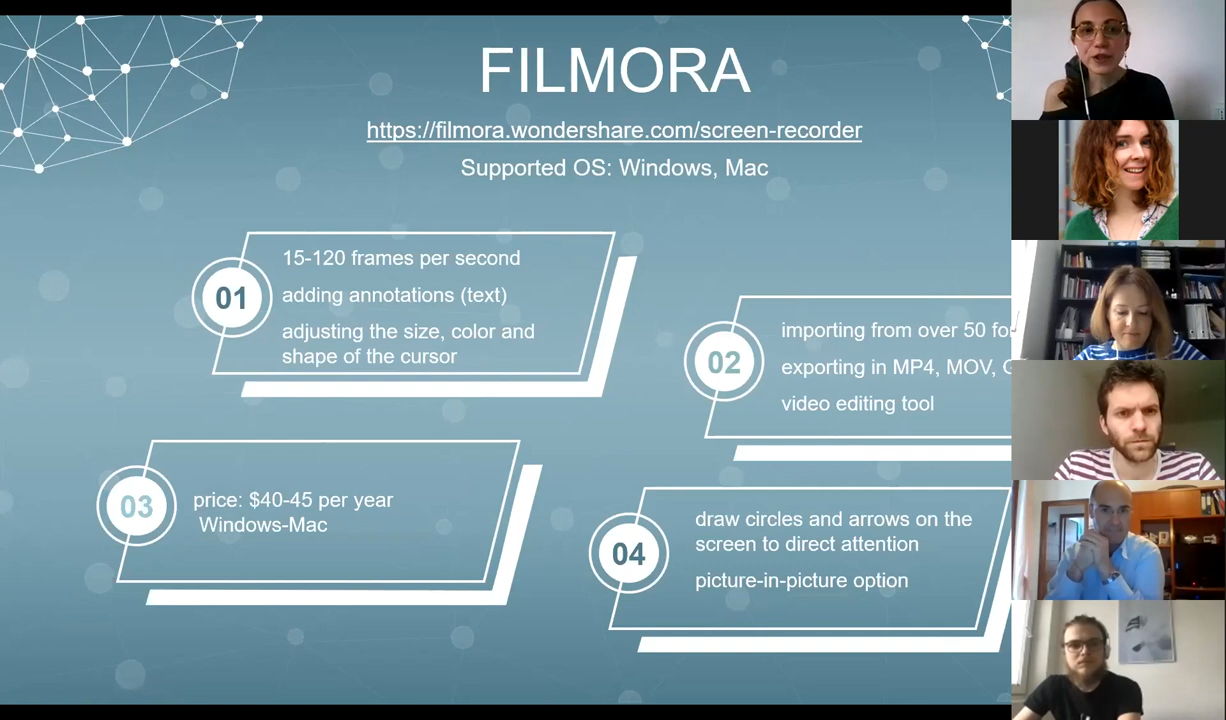 FILMORA
https://filmora.wondershare.com/screen-recorder
Supported OS: Windows, Mac
01
15-120 frames per second
adding annotations (text)
adjusting the size, color and
shape of the cursor
02
importing from over 50
exporting in MP4, MOV,
video editing tool
03
price: $40-45 per year
Windows-Mac
04
draw circles and arrows on the
screen to direct attention
picture-in-picture option